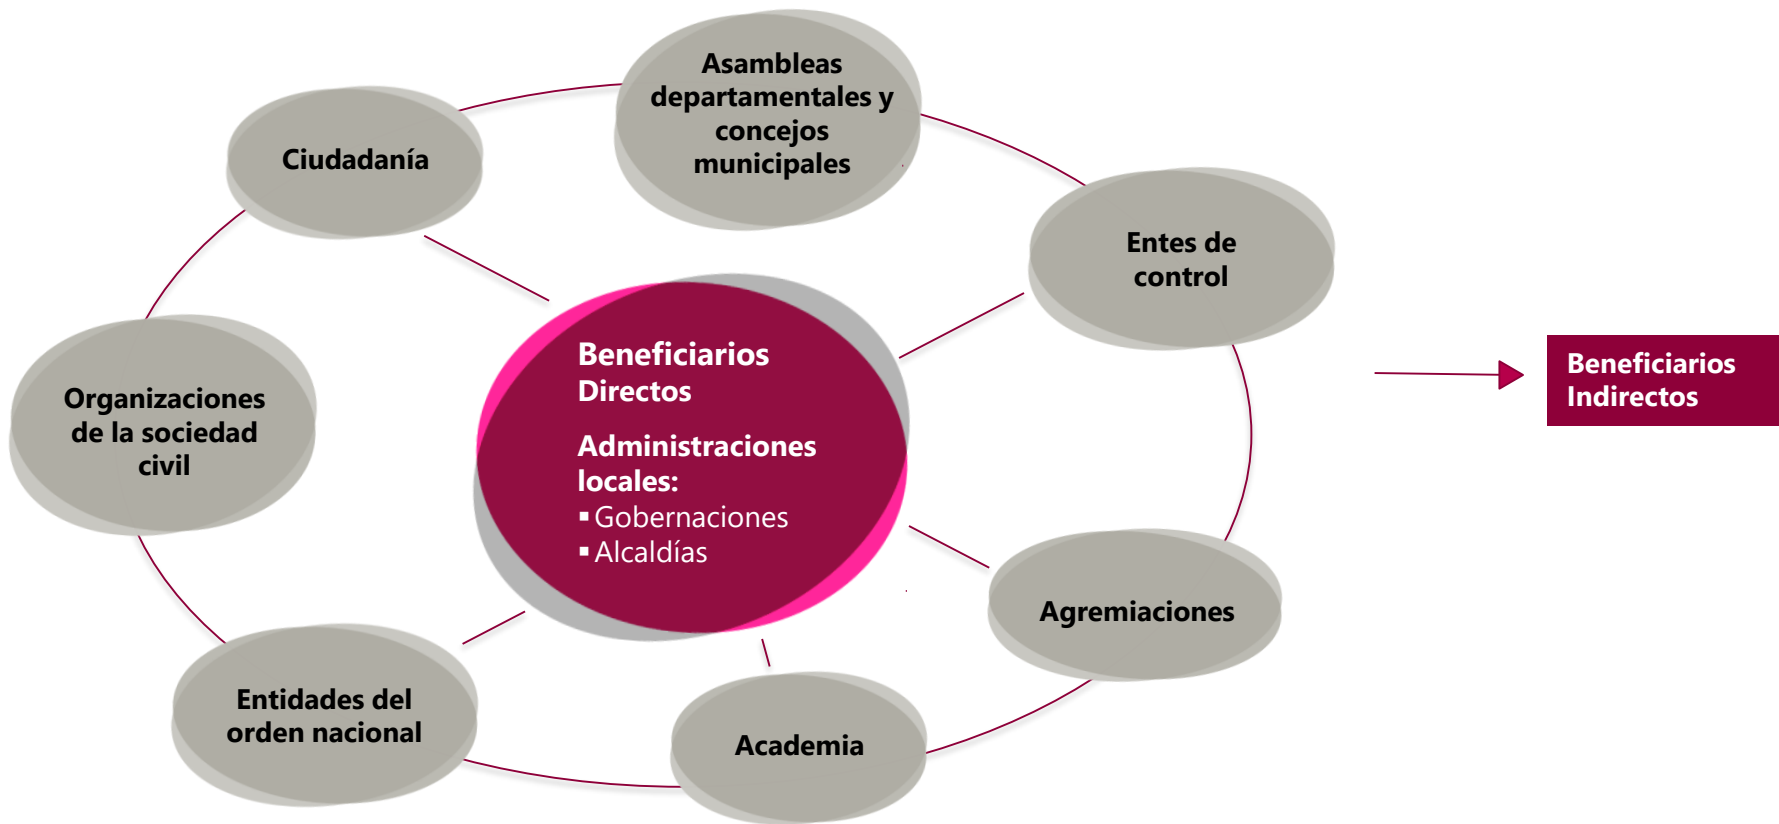 Asambleas
departamentales y
concejos
municipales
Ciudadanía
Entes de
control
Beneficiarios
Directos
Administraciones
locales:
▪ Gobernaciones
▪ Alcaldías
Beneficiarios
Indirectos
Organizaciones
de la sociedad
civil
Agremiaciones
Entidades del
orden nacional
Academia